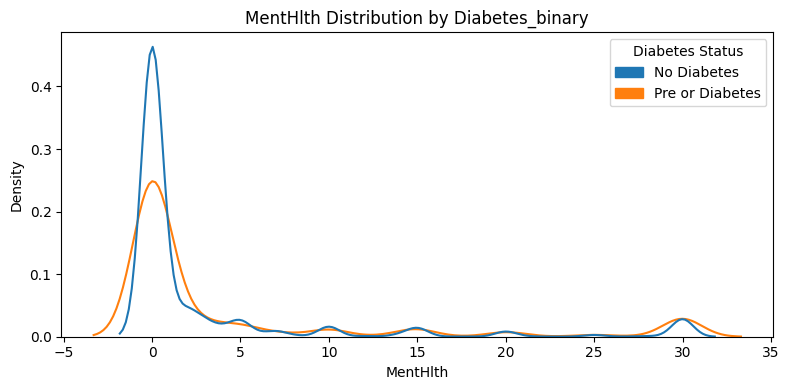 MentHlth Distribution by Diabetes_binary
Diabetes Status
No Diabetes
Pre or Diabetes
Density
0.4
0.3
0.2
0.1
0.0
−5 0 5 10 15 20 25 30 35
MentHlth